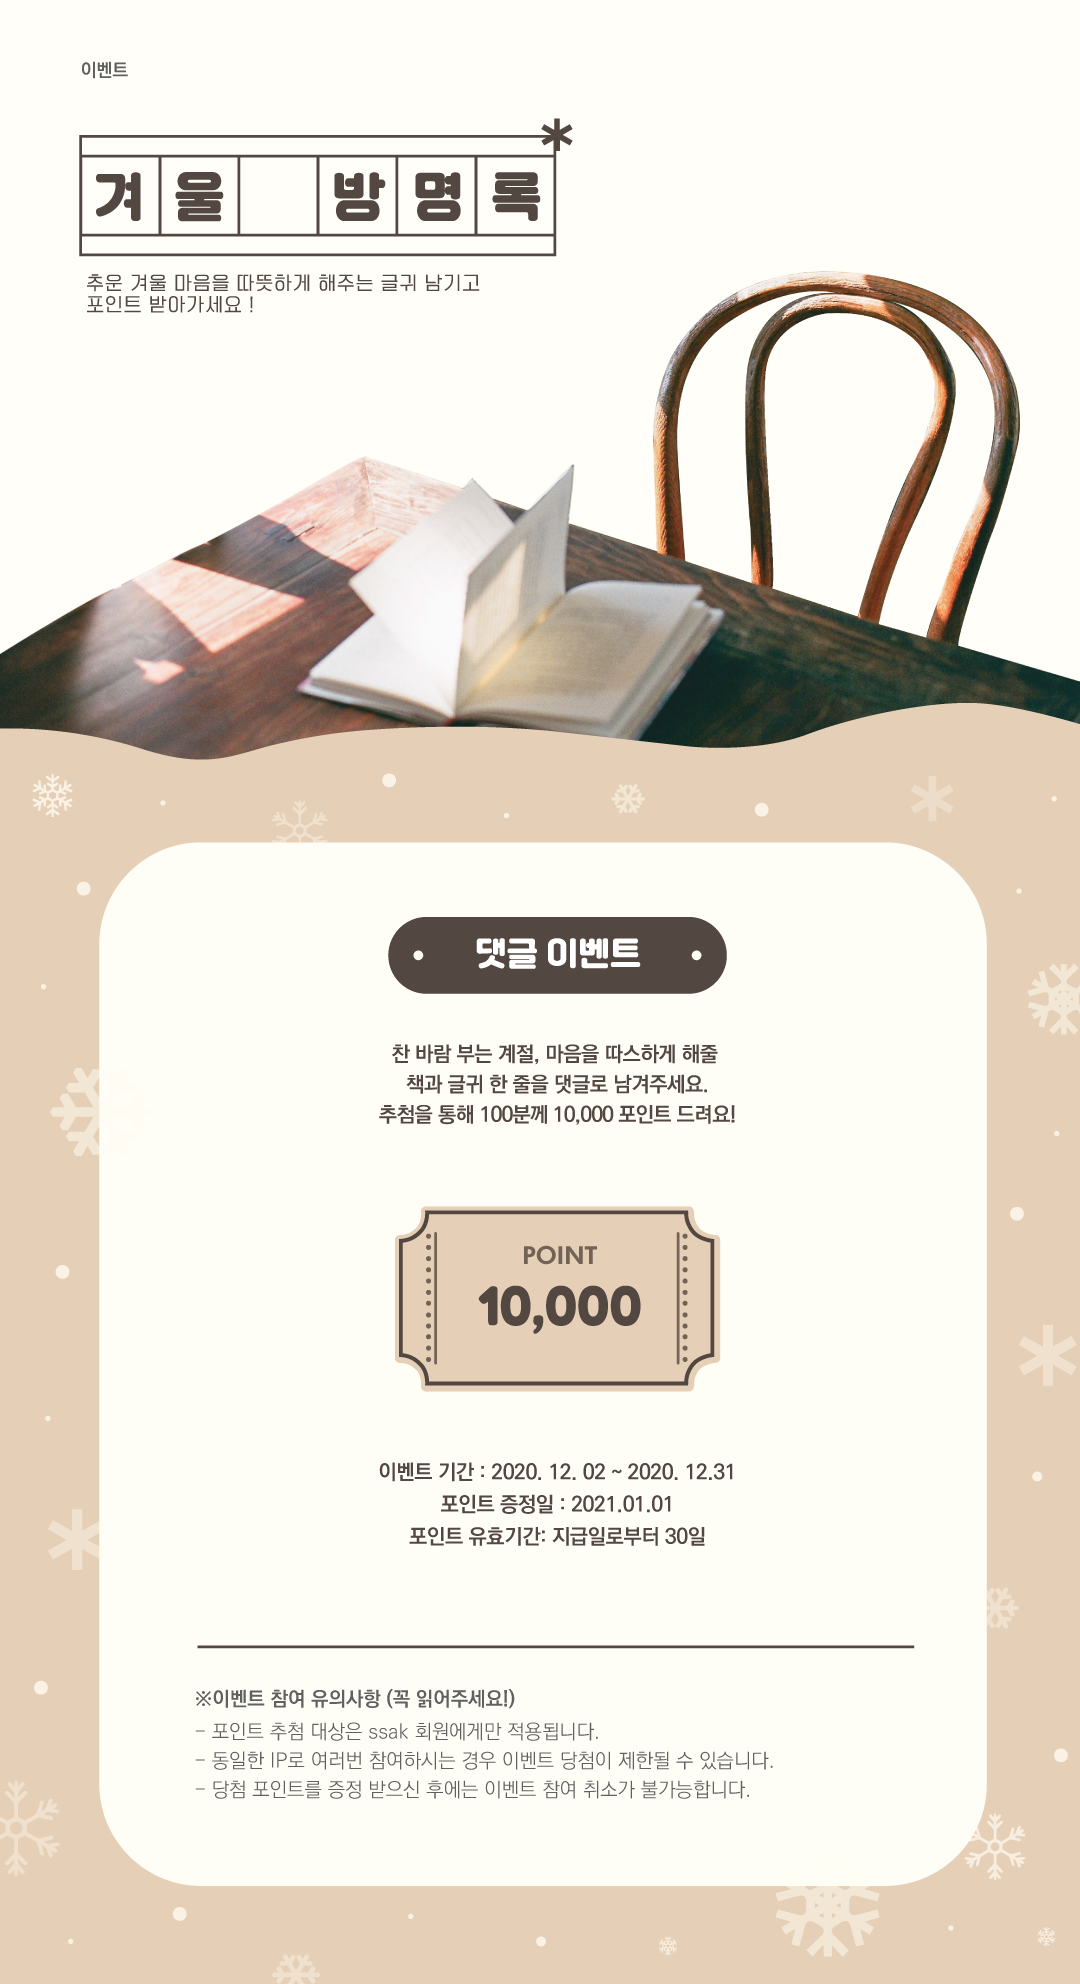 이벤트
겨울 방명록
추운 겨울 마음을 따뜻하게 해주는 글귀 남기고
포인트 받아가세요 !
댓글 이벤트
찬 바람 부는 계절, 마음을 따스하게 해줄
책과 글귀 한 줄을 댓글로 남겨주세요.
추첨을 통해 100분께 10,000 포인트 드려요!
POINT
10,000
이벤트 기간 : 2020. 12. 02 ~ 2020. 12.31
포인트 증정일 : 2021.01.01
포인트 유효기간: 지급일로부터 30일
※이벤트 참여 유의사항 (꼭 읽어주세요!)
- 포인트 추첨 대상은 ssak 회원에게만 적용됩니다.
- 동일한 IP로 여러번 참여하시는 경우 이벤트 당첨이 제한될 수 있습니다.
- 당첨 포인트를 증정 받으신 후에는 이벤트 참여 취소가 불가능합니다.